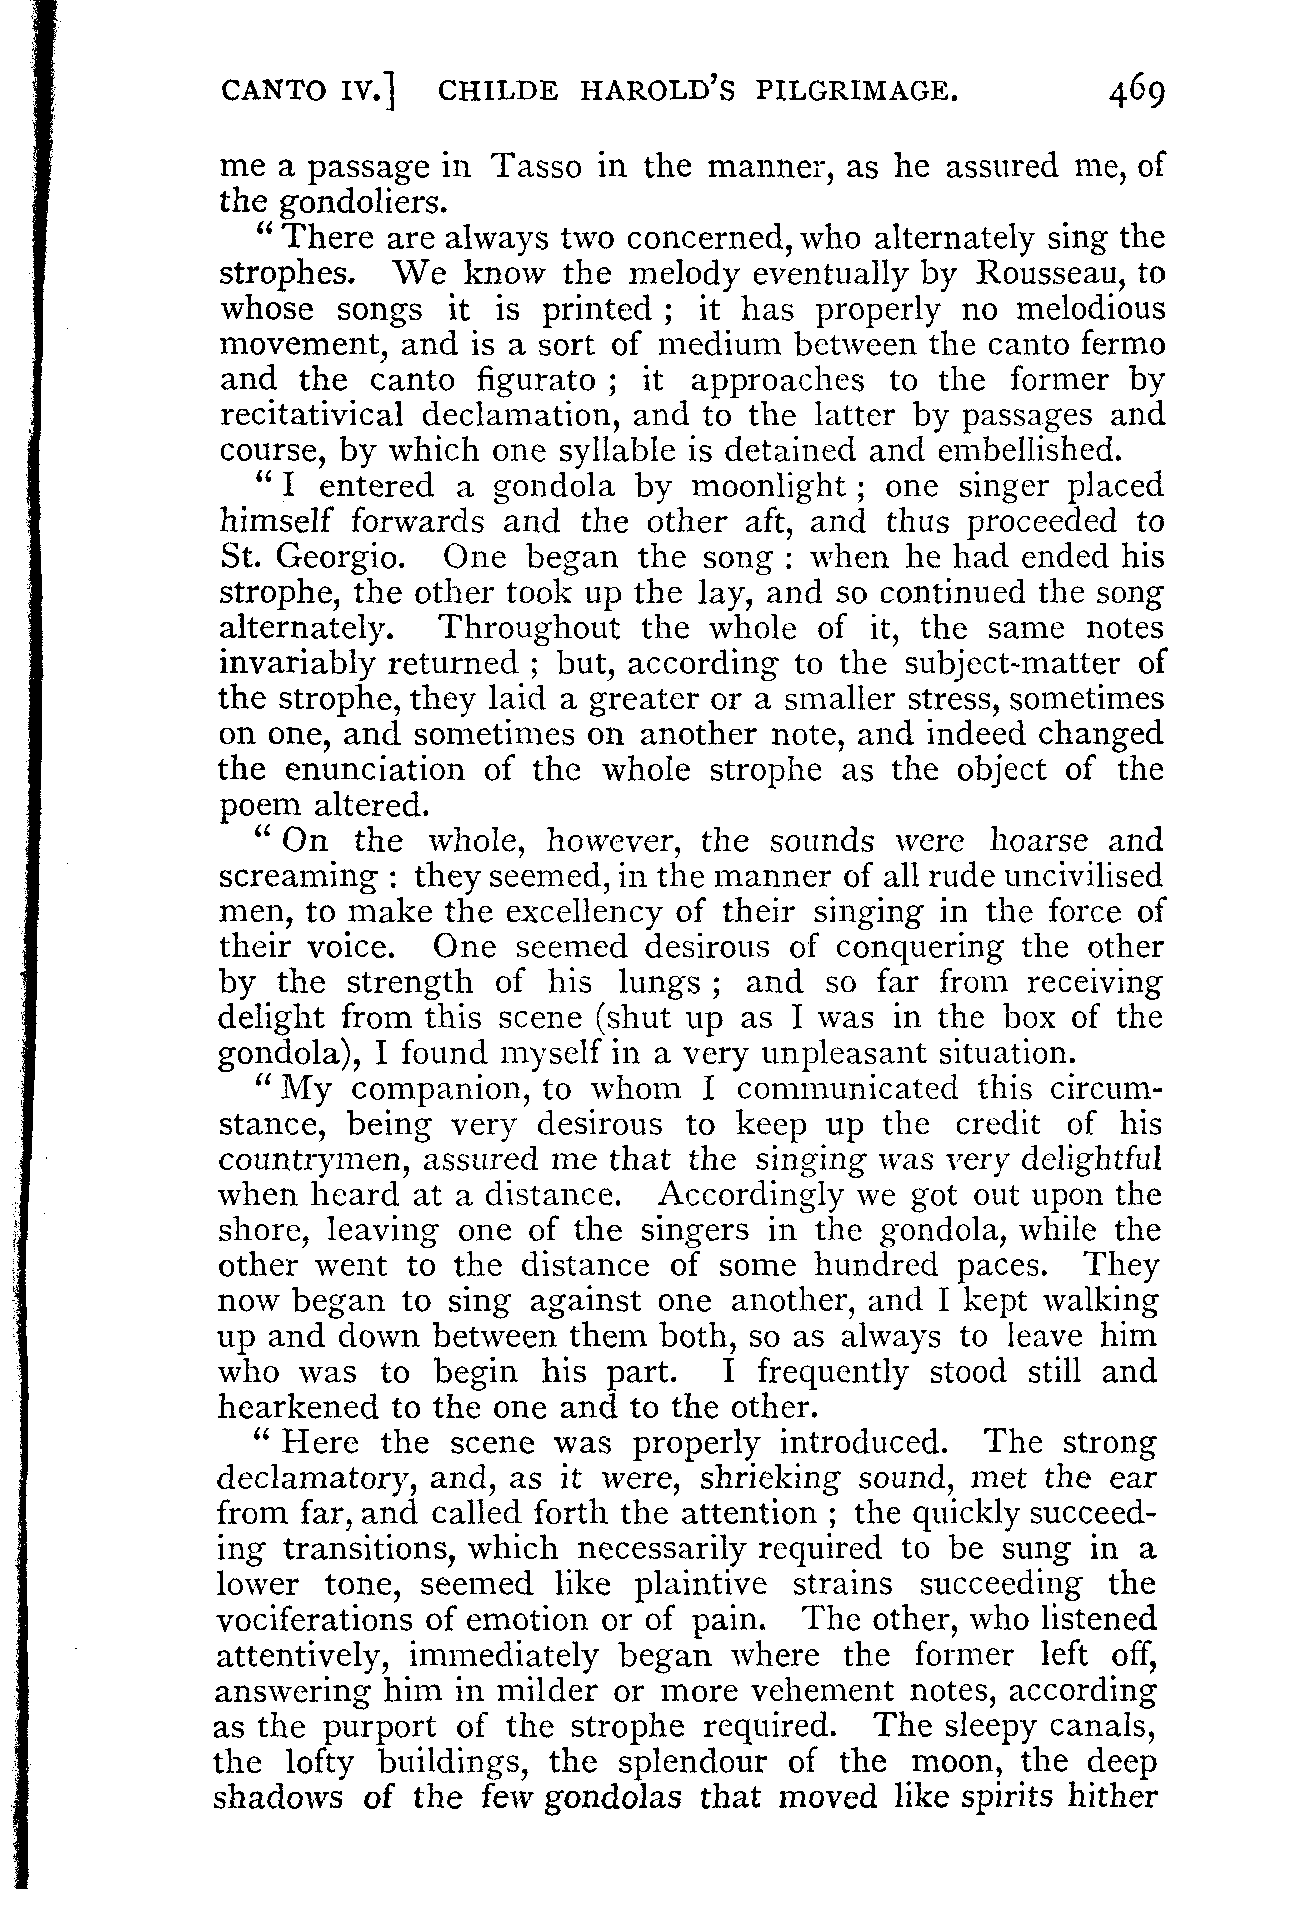 CANTO IV.] CHILDE HAROLD'S PILGRIMAGE. 469
me a passage in Tasso in the manner, as he assured me, of
the gondoliers.
“ There are always two concerned, who alternately sing the
strophes. We know the melody eventually by Rousseau, to
whose songs it is printed ; it has properly no melodious
movement, and is a sort of medium between the canto fermo
and the canto figurato ; it approaches to the former by
recitativical declamation, and to the latter by passages and
course, by which one syllable is detained and embellished.
“ I entered a gondola by moonlight ; one singer placed
himself forwards and the other aft, and thus proceeded to
St. Georgio. One began the song : when he had ended his
strophe, the other took up the lay, and so continued the song
alternately. Throughout the whole of it, the same notes
invariably returned ; but, according to the subject-matter of
the strophe, they laid a greater or a smaller stress, sometimes
on one, and sometimes on another note, and indeed changed
the enunciation of the whole strophe as the object of the
poem altered.
“ On the whole, however, the sounds were hoarse and
screaming : they seemed, in the manner of all rude uncivilised
men, to make the excellency of their singing in the force of
their voice. One seemed desirous of conquering the other
by the strength of his lungs ; and so far from receiving
delight from this scene (shut up as I was in the box of the
gondola), I found myself in a very unpleasant situation.
“ My companion, to whom I communicated this circum-
stance, being very desirous to keep up the credit of his
countrymen, assured me that the singing was very delightful
when heard at a distance. Accordingly we got out upon the
shore, leaving one of the singers in the gondola, while the
other went to the distance of some hundred paces. They
now began to sing against one another, and I kept walking
up and down between them both, so as always to leave him
who was to begin his part. I frequently stood still and
hearkened to the one and to the other.
“ Here the scene was properly introduced. The strong
declamatory, and, as it were, shrieking sound, met the ear
from far, and called forth the attention ; the quickly succeed-
ing transitions, which necessarily required to be sung in a
lower tone, seemed like plaintive strains succeeding the
vociferations of emotion or of pain. The other, who listened
attentively, immediately began where the former left off,
answering him in milder or more vehement notes, according
as the purport of the strophe required. The sleepy canals,
the lofty buildings, the splendour of the moon, the deep
shadows of the few gondolas that moved like spirits hither